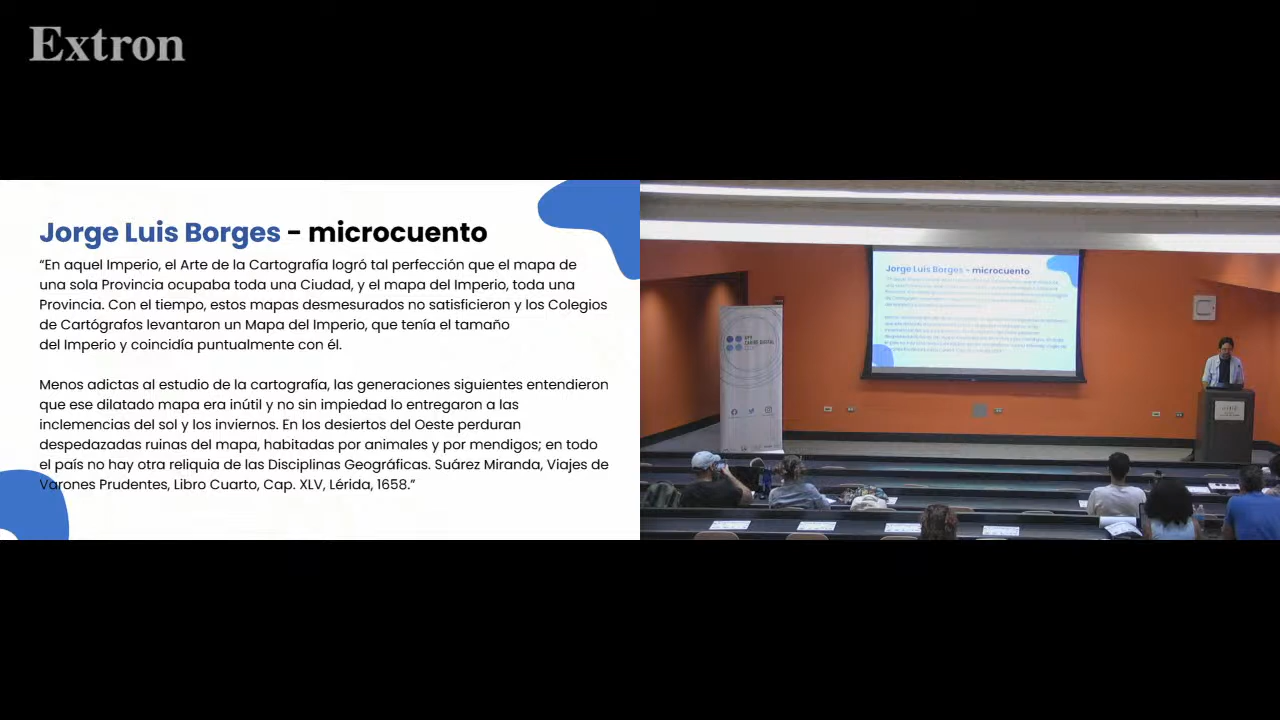 Extron
Jorge Luis Borges - microcuento
“En aquel Imperio, el Arte de la Cartografía logró tal perfección que el mapa de
una sola Provincia ocupaba toda una Ciudad, y el mapa del Imperio, toda una
Provincia. Con el tiempo, estos mapas desmesurados no satisficieron y los Colegios
de Cartógrafos levantaron un Mapa del Imperio, que tenía el tamaño
del Imperio y coincidía puntualmente con él.
Menos adictas al estudio de la cartografía, las generaciones siguientes entendieron
que ese dilatado mapa era inútil y no sin impiedad lo entregaron a las
inclemencias del sol y los inviernos. En los desiertos del Oeste perduran
despedazadas ruinas del mapa, habitadas por animales y por mendigos; en todo
el país no hay otra reliquia de las Disciplinas Geográficas. Suárez Miranda, Viajes de
Varones Prudentes, Libro Cuarto, Cap. XLV, Lérida, 1658.”
Jorge Luis Borges - microcuento
CARIBE DIGITAL